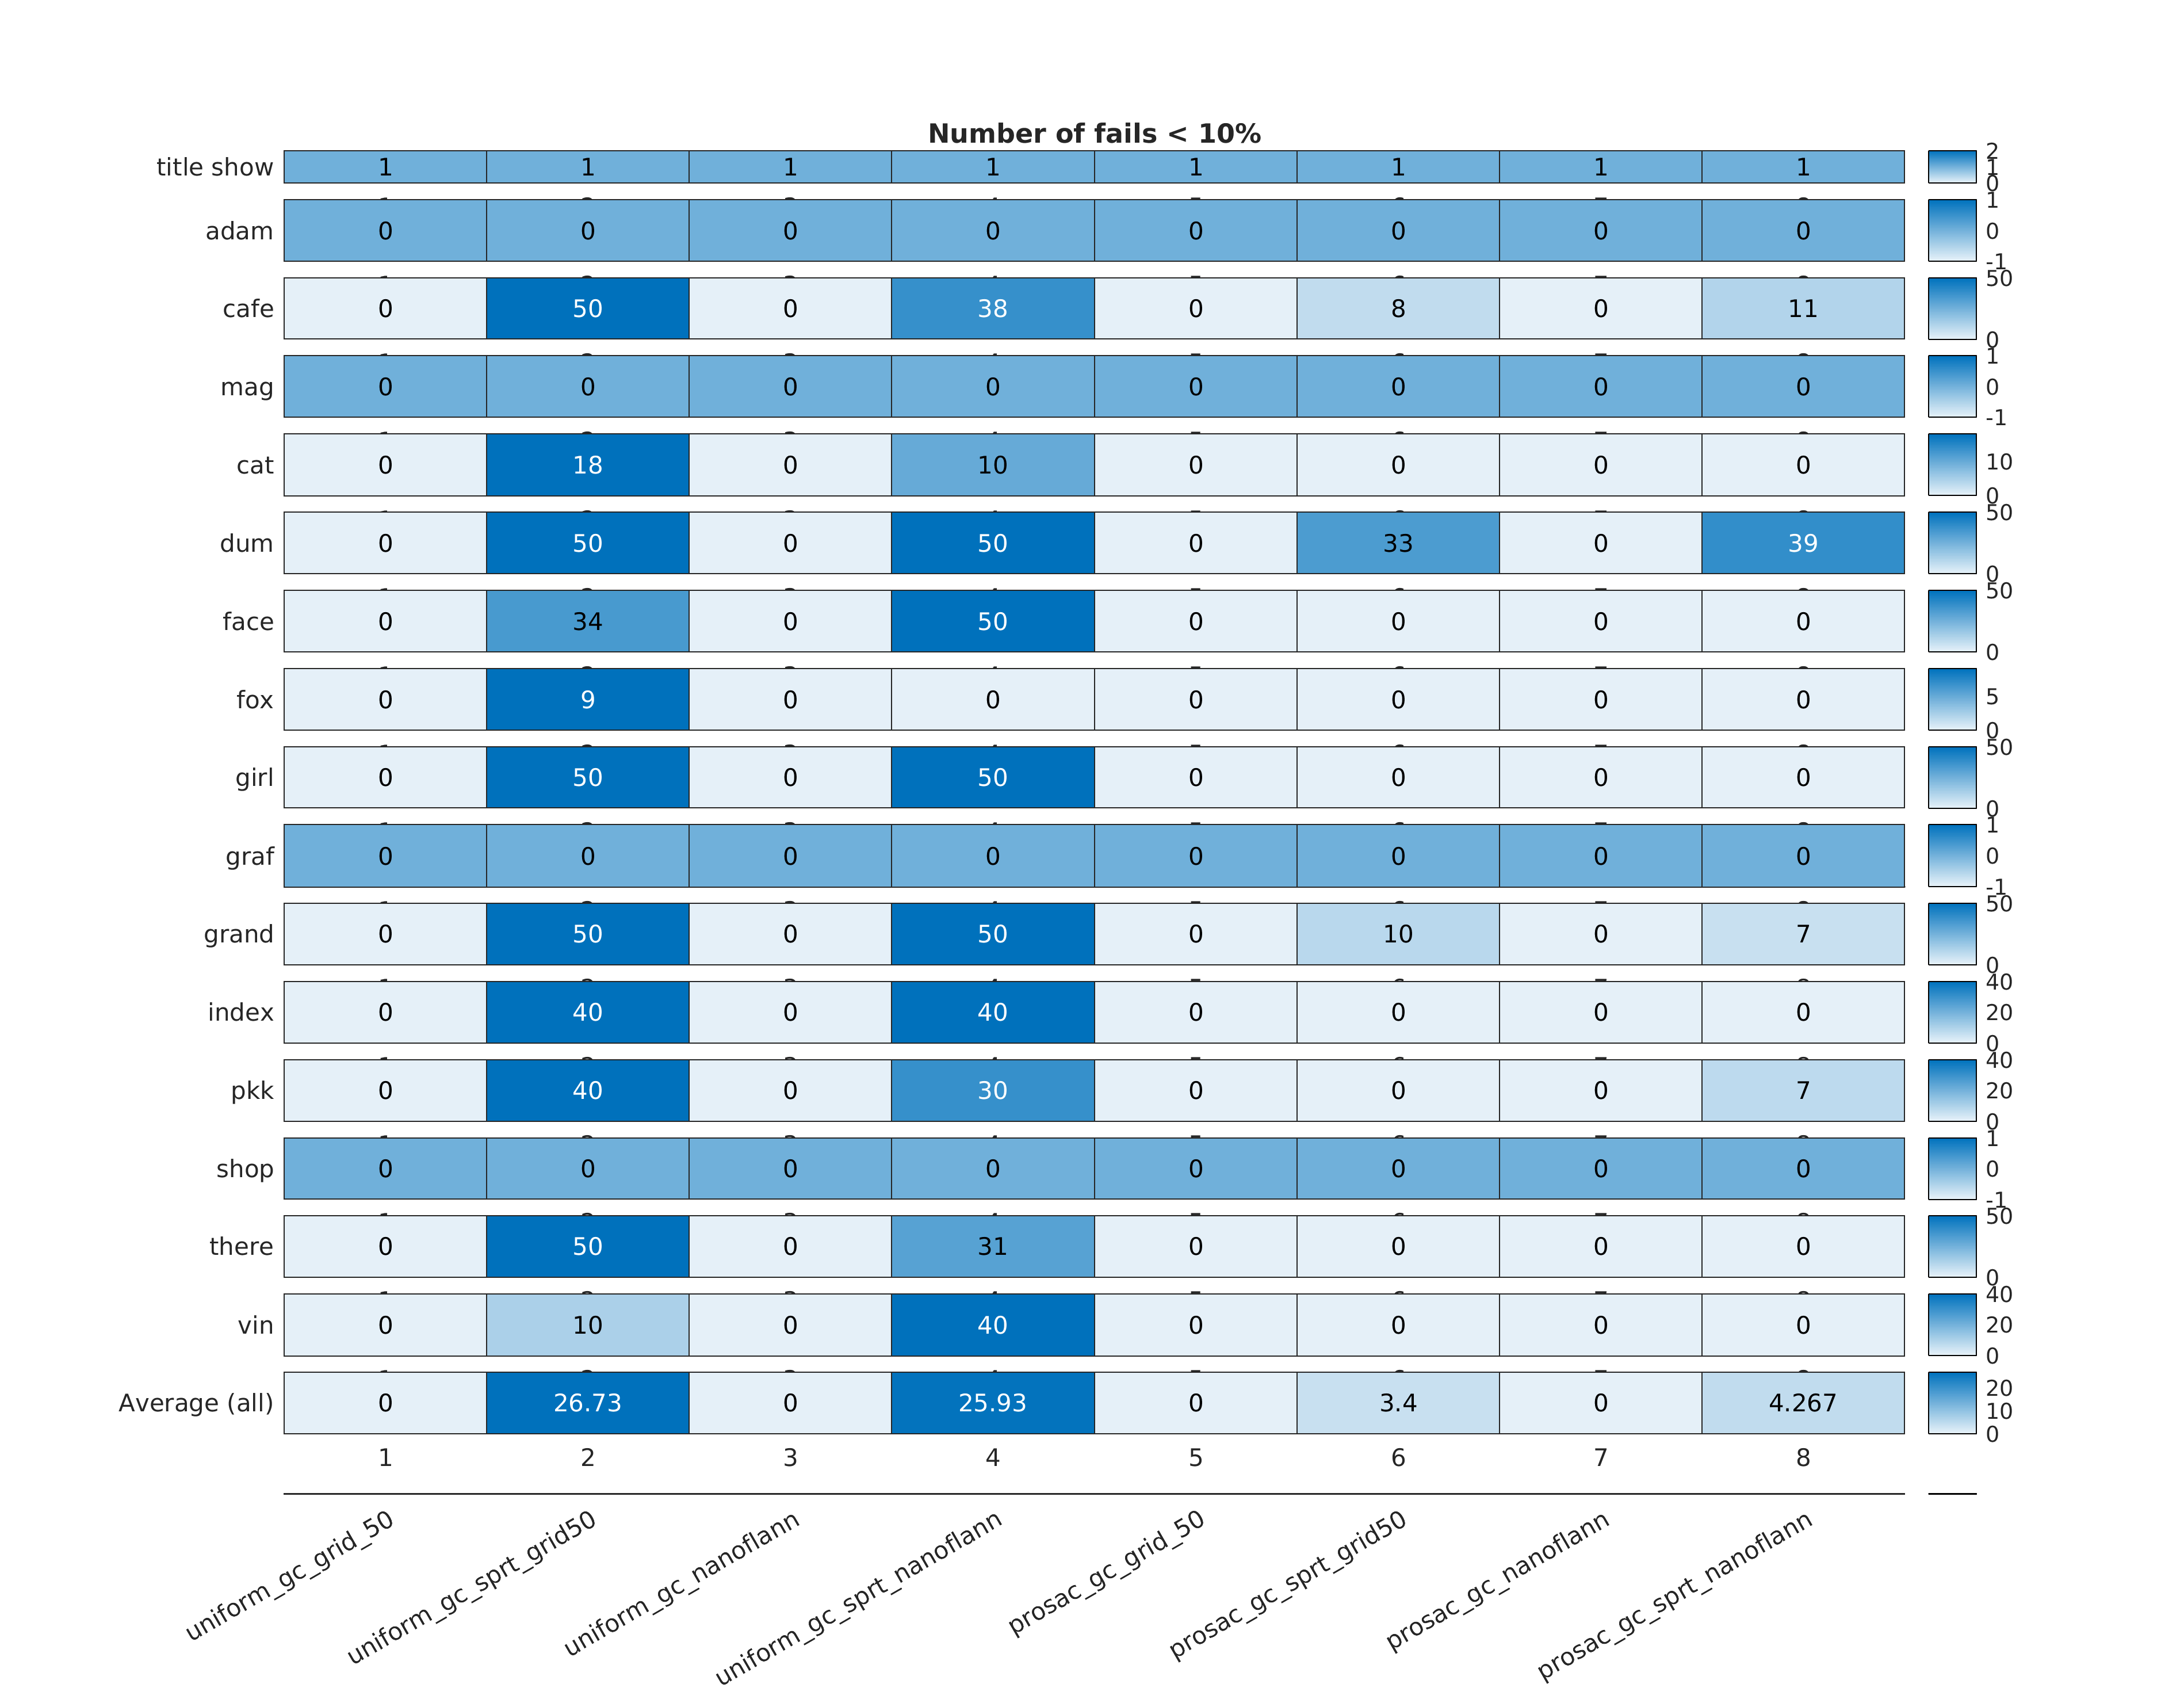 Number of fails < 10%
title show 1 1 1 1 1 1 1 1 2 1 0
adam 0 0 0 0 0 0 0 0 1 0 -1
cafe 0 50 0 38 0 8 0 11 50 0
mag 0 0 0 0 0 0 0 0 1 0 -1
cat 0 18 0 10 0 0 0 0 10 0
dum 0 50 0 50 0 33 0 39 50 0
face 0 34 0 50 0 0 0 0 50 0
fox 0 9 0 0 0 0 0 0 5 0
girl 0 50 0 50 0 0 0 0 50 0
graf 0 0 0 0 0 0 0 0 1 0 -1
grand 0 50 0 50 0 10 0 7 50 0
index 0 40 0 40 0 0 0 0 40 20 0
pkk 0 40 0 30 0 0 0 7 40 20 0
shop 0 0 0 0 0 0 0 0 1 0 -1
there 0 50 0 31 0 0 0 0 50 0
vin 0 10 0 40 0 0 0 0 40 20 0
Average (all) 0 26.73 0 25.93 0 3.4 0 4.267 20 10 0
1 2 3 4 5 6 7 8
uniform_gc_grid_50
uniform_gc_sprt_grid50
uniform_gc_nanoflann
uniform_gc_sprt_nanoflann
prosac_gc_grid_50
prosac_gc_sprt_grid50
prosac_gc_nanoflann
prosac_gc_sprt_nanoflann